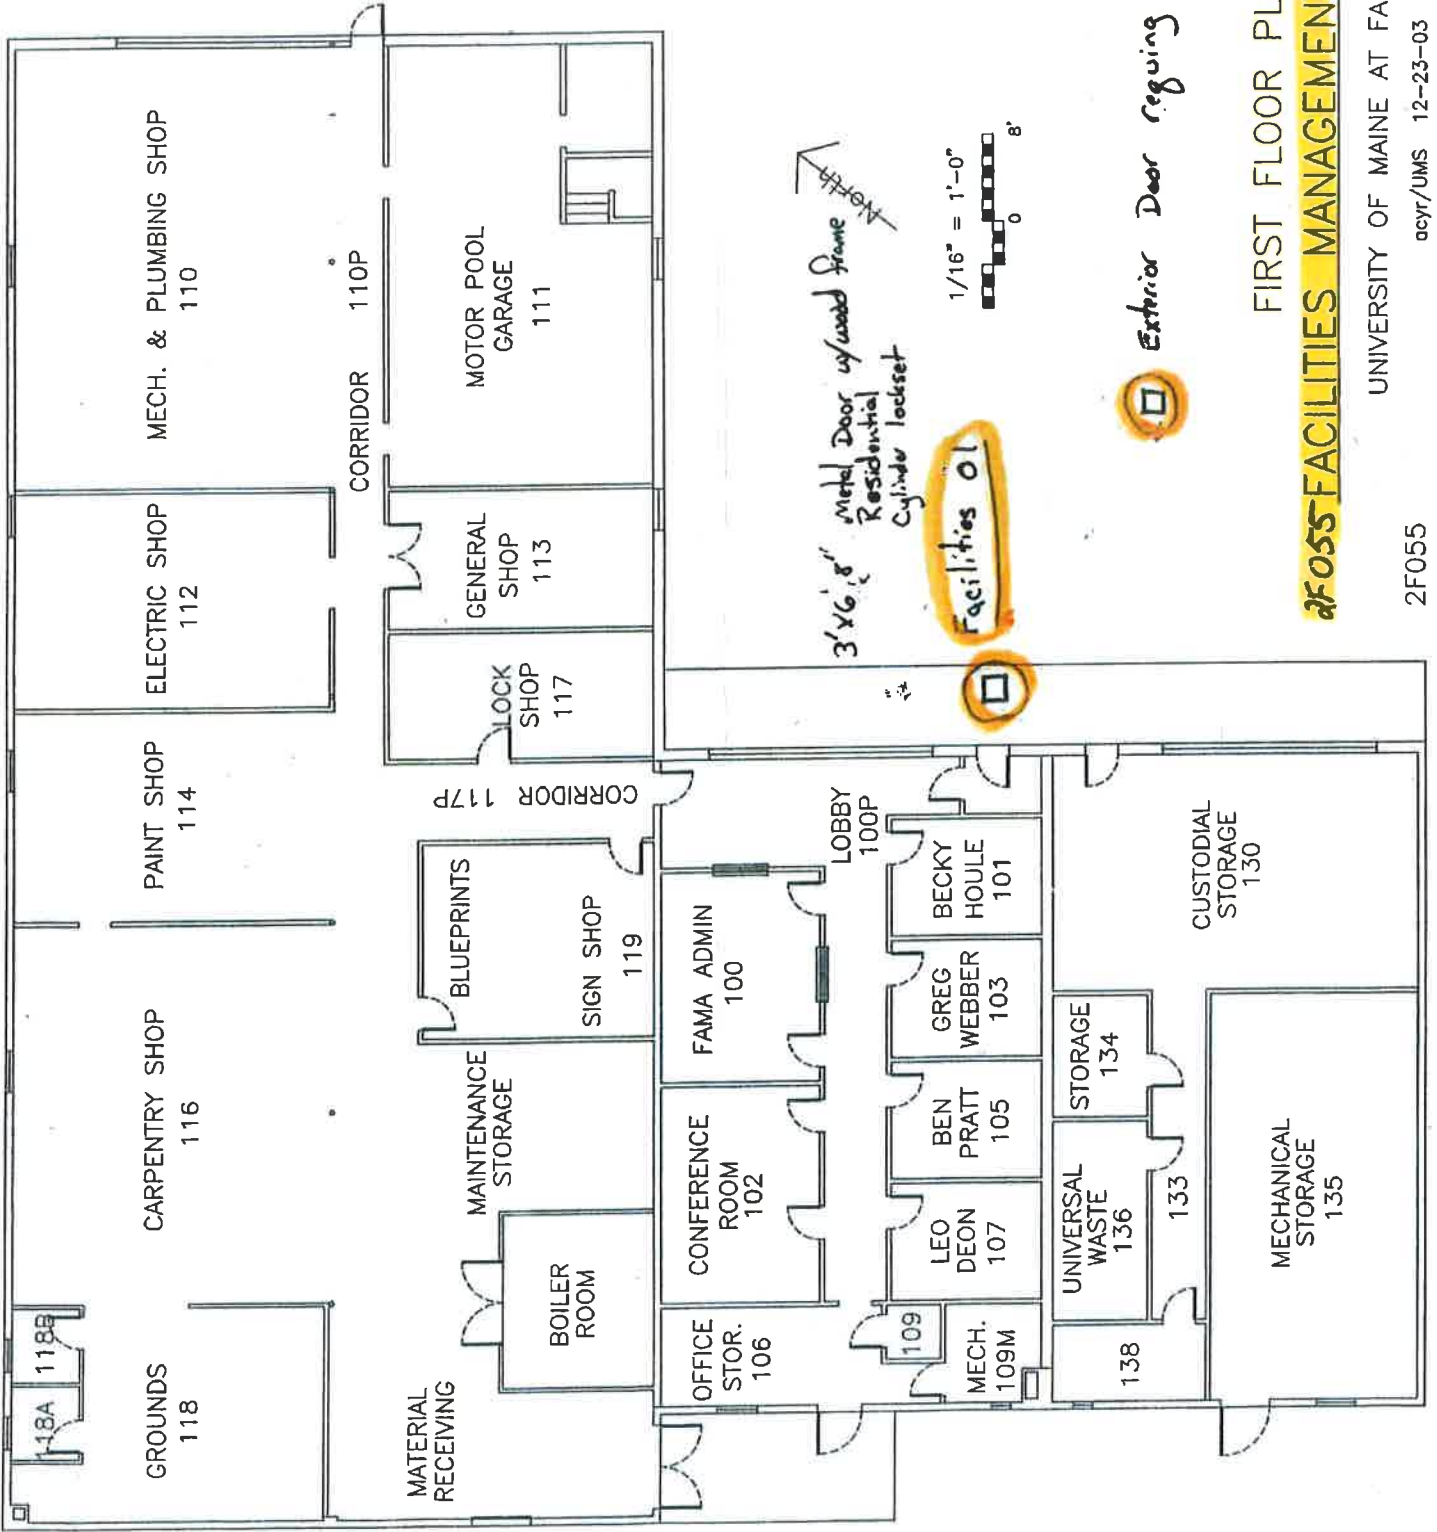 MECH. & PLUMBING SHOP
110
ELECTRIC SHOP
112
PAINT SHOP
114
CARPENTRY SHOP
116
118B
118A
GROUNDS
118
CORRIDOR 110P
MOTOR POOL
GARAGE
111
GENERAL
SHOP
113
LOCK
SHOP
117
CORRIDOR 117P
BLUEPRINTS
SIGN SHOP
119
MAINTENANCE
STORAGE
BOILER
ROOM
MATERIAL
RECEIVING
LOBBY
100P
FAMA ADMIN
100
CONFERENCE
ROOM
102
OFFICE
STOR.
106
BECKY
HOULE
101
GREG
WEBBER
103
BEN
PRATT
105
LEO
DEON
107
109
MECH.
109M
CUSTODIAL
STORAGE
130
STORAGE
134
UNIVERSAL
WASTE
136
133
138
MECHANICAL
STORAGE
135
North
3'x6'8" Metal Door w/wood frame
Residential
Cylinder lockset
Facilities 01
1/16" = 1'-0"
0 8'
Exterior Door requing
FIRST FLOOR PL
2F055 FACILITIES MANAGEMEN
UNIVERSITY OF MAINE AT FA
2F055
acyr/UMS 12-23-03